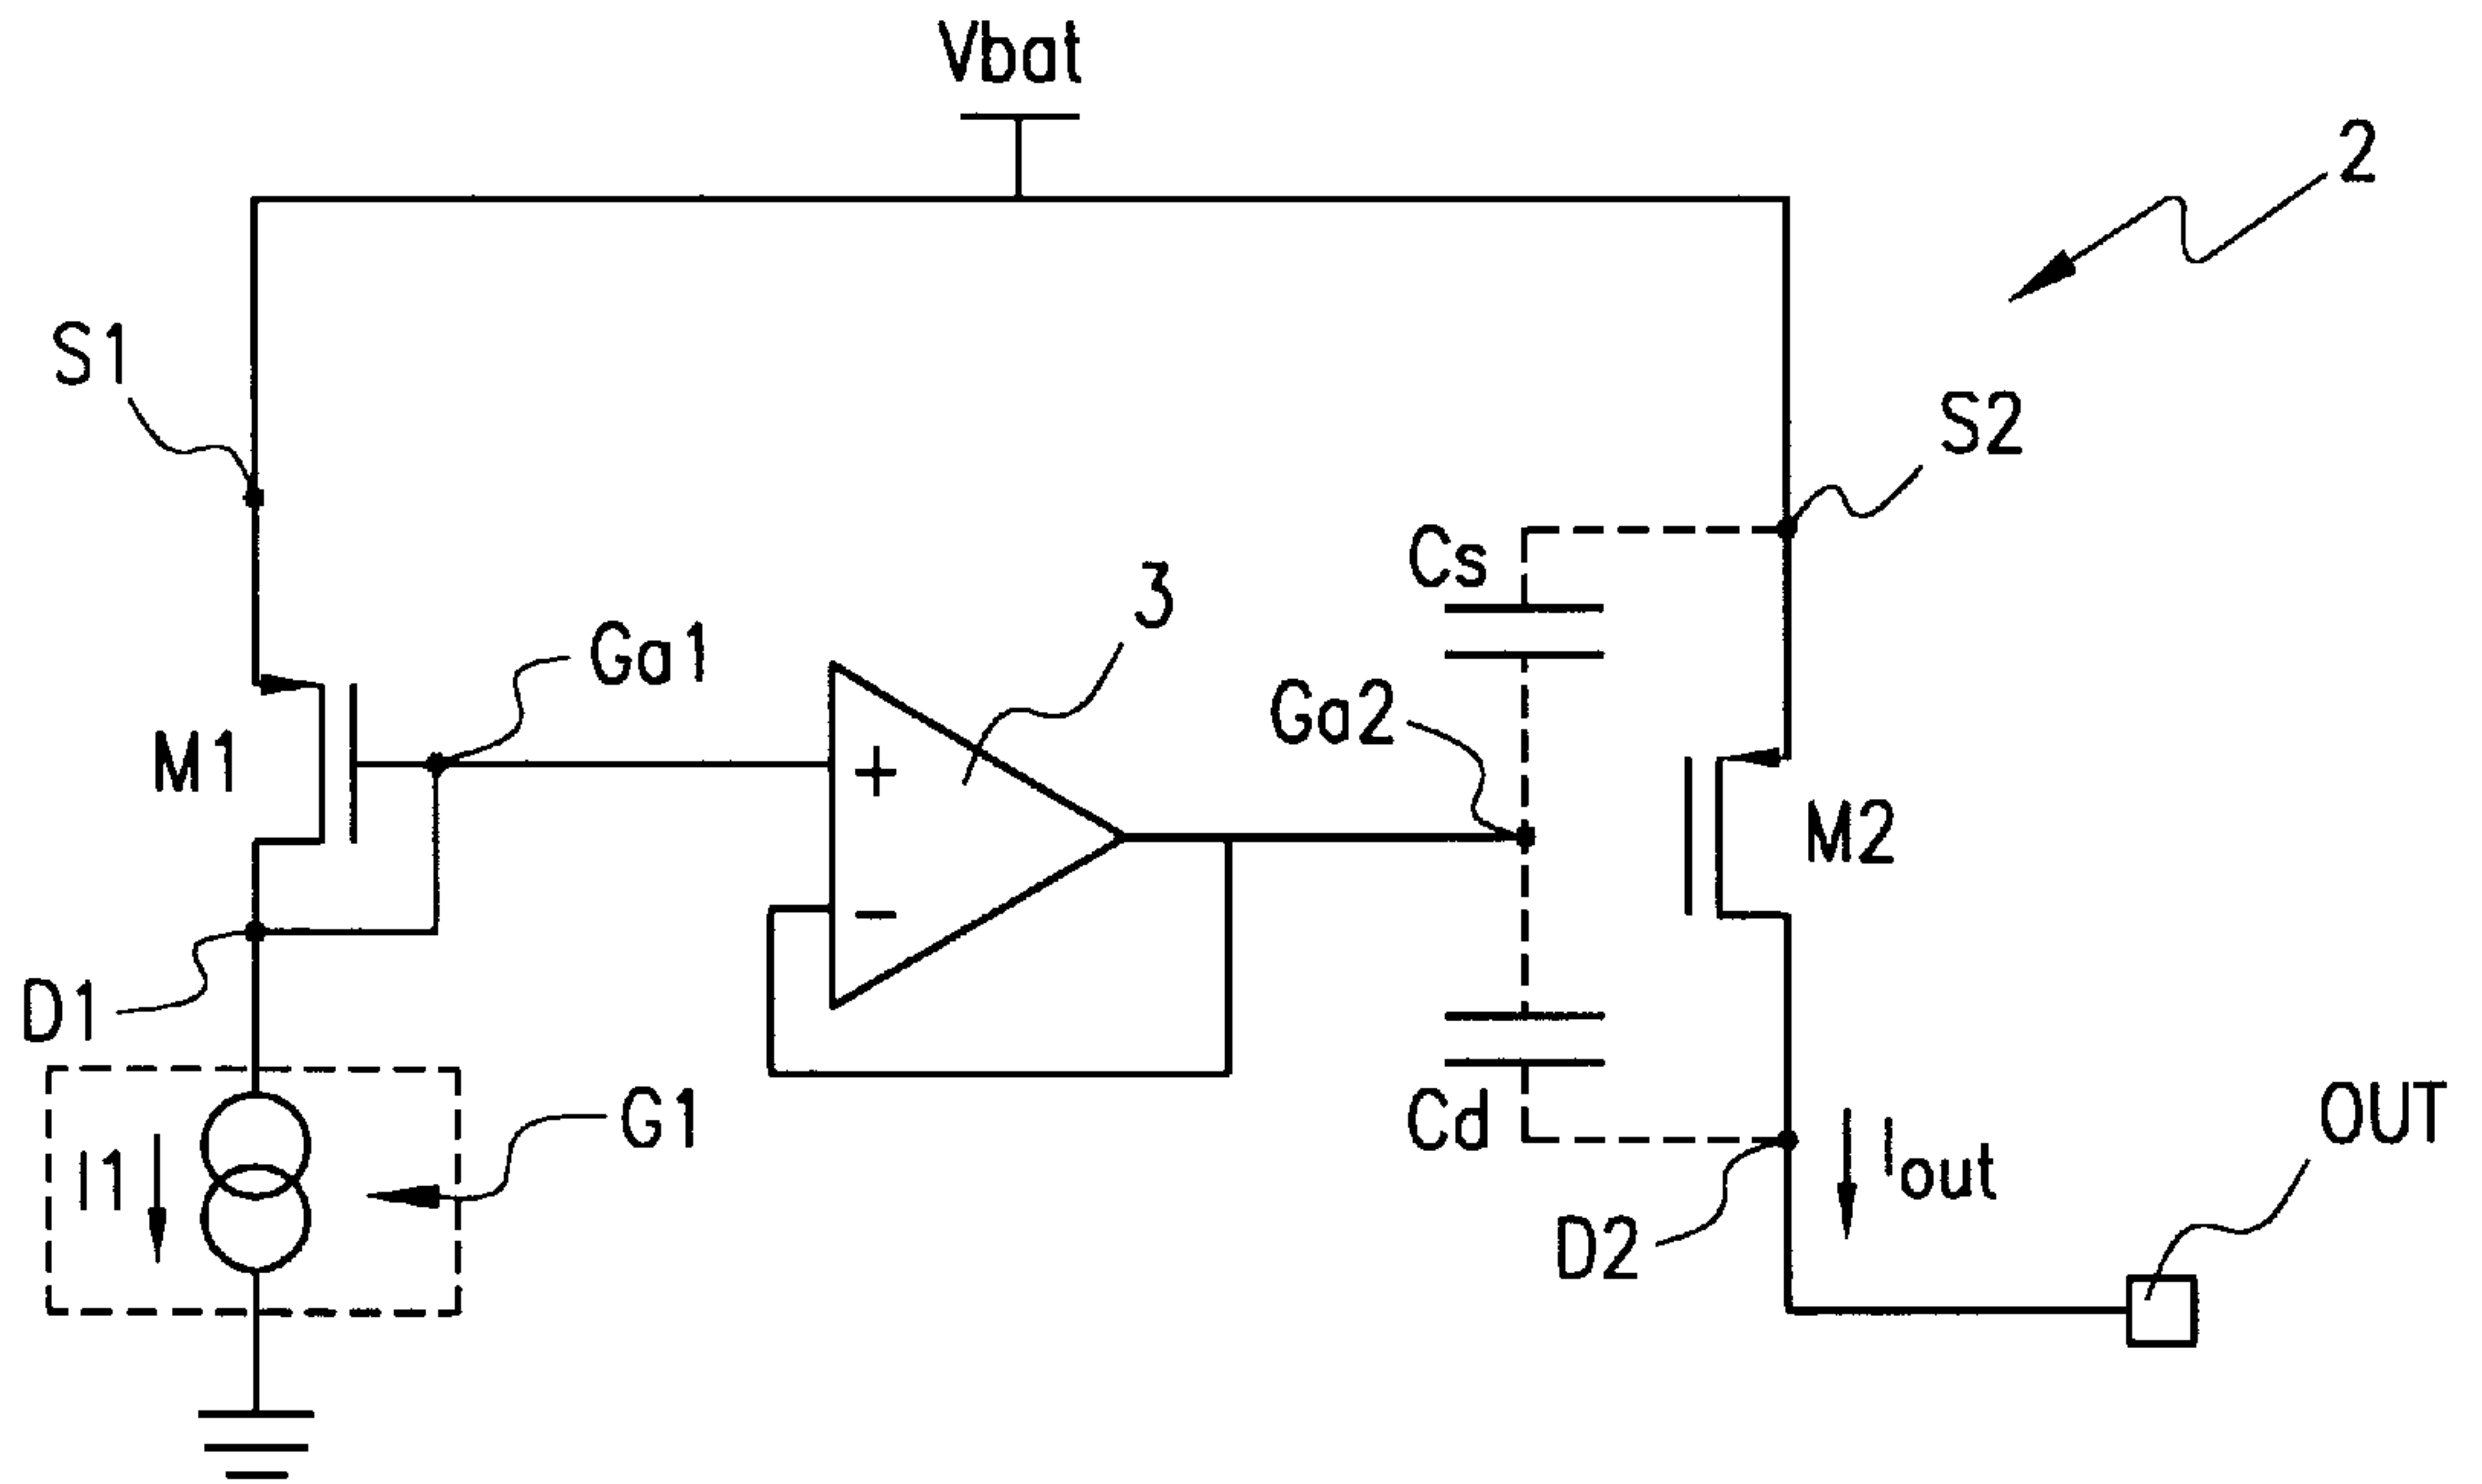 Vbat
2
S1
S2
Cs
3
Ga1
Ga2
M1
+
M2
−
D1
Cd
OUT
G1
I1
Iout
D2